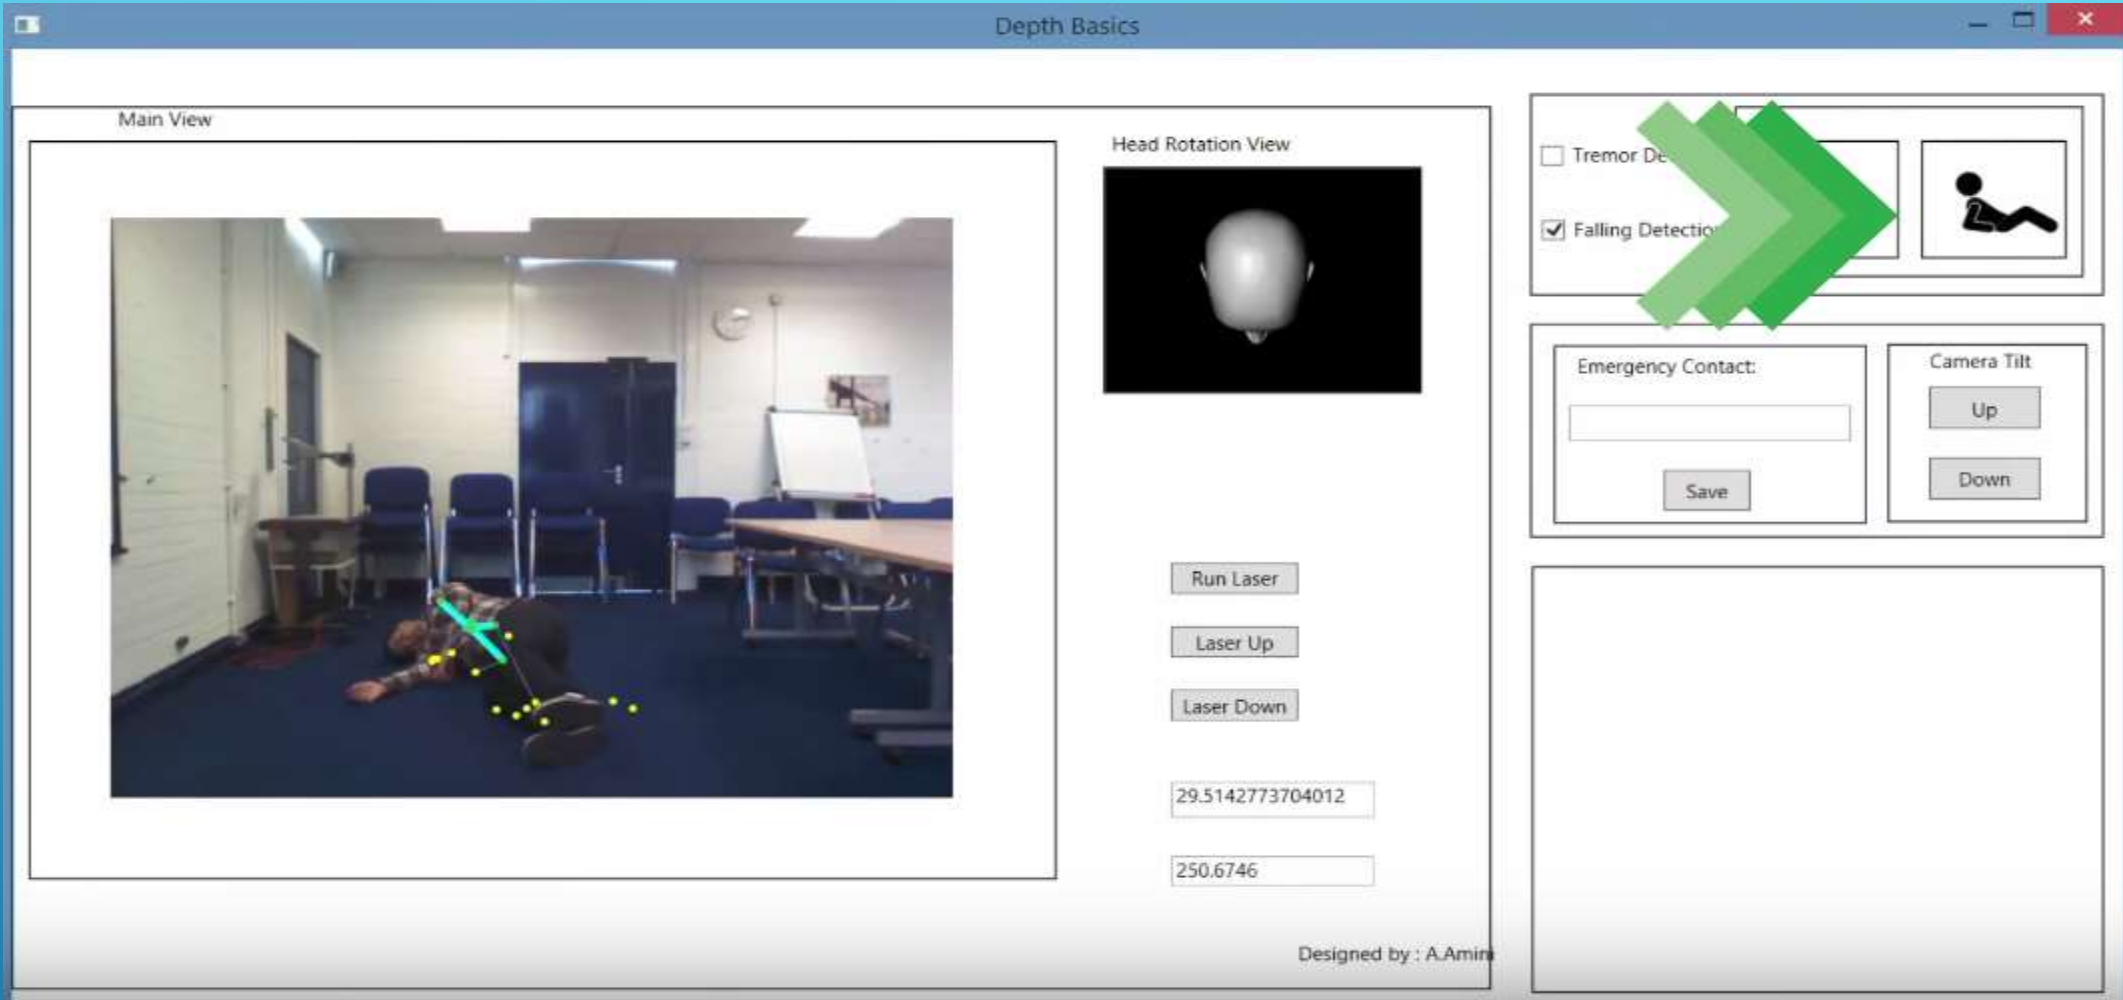 Depth Basics
Main View
Head Rotation View
Tremor De
Falling Detectio
Emergency Contact:
Save
Camera Tilt
Up
Down
Run Laser
Laser Up
Laser Down
29.5142773704012
250.6746
Designed by : A.Amini